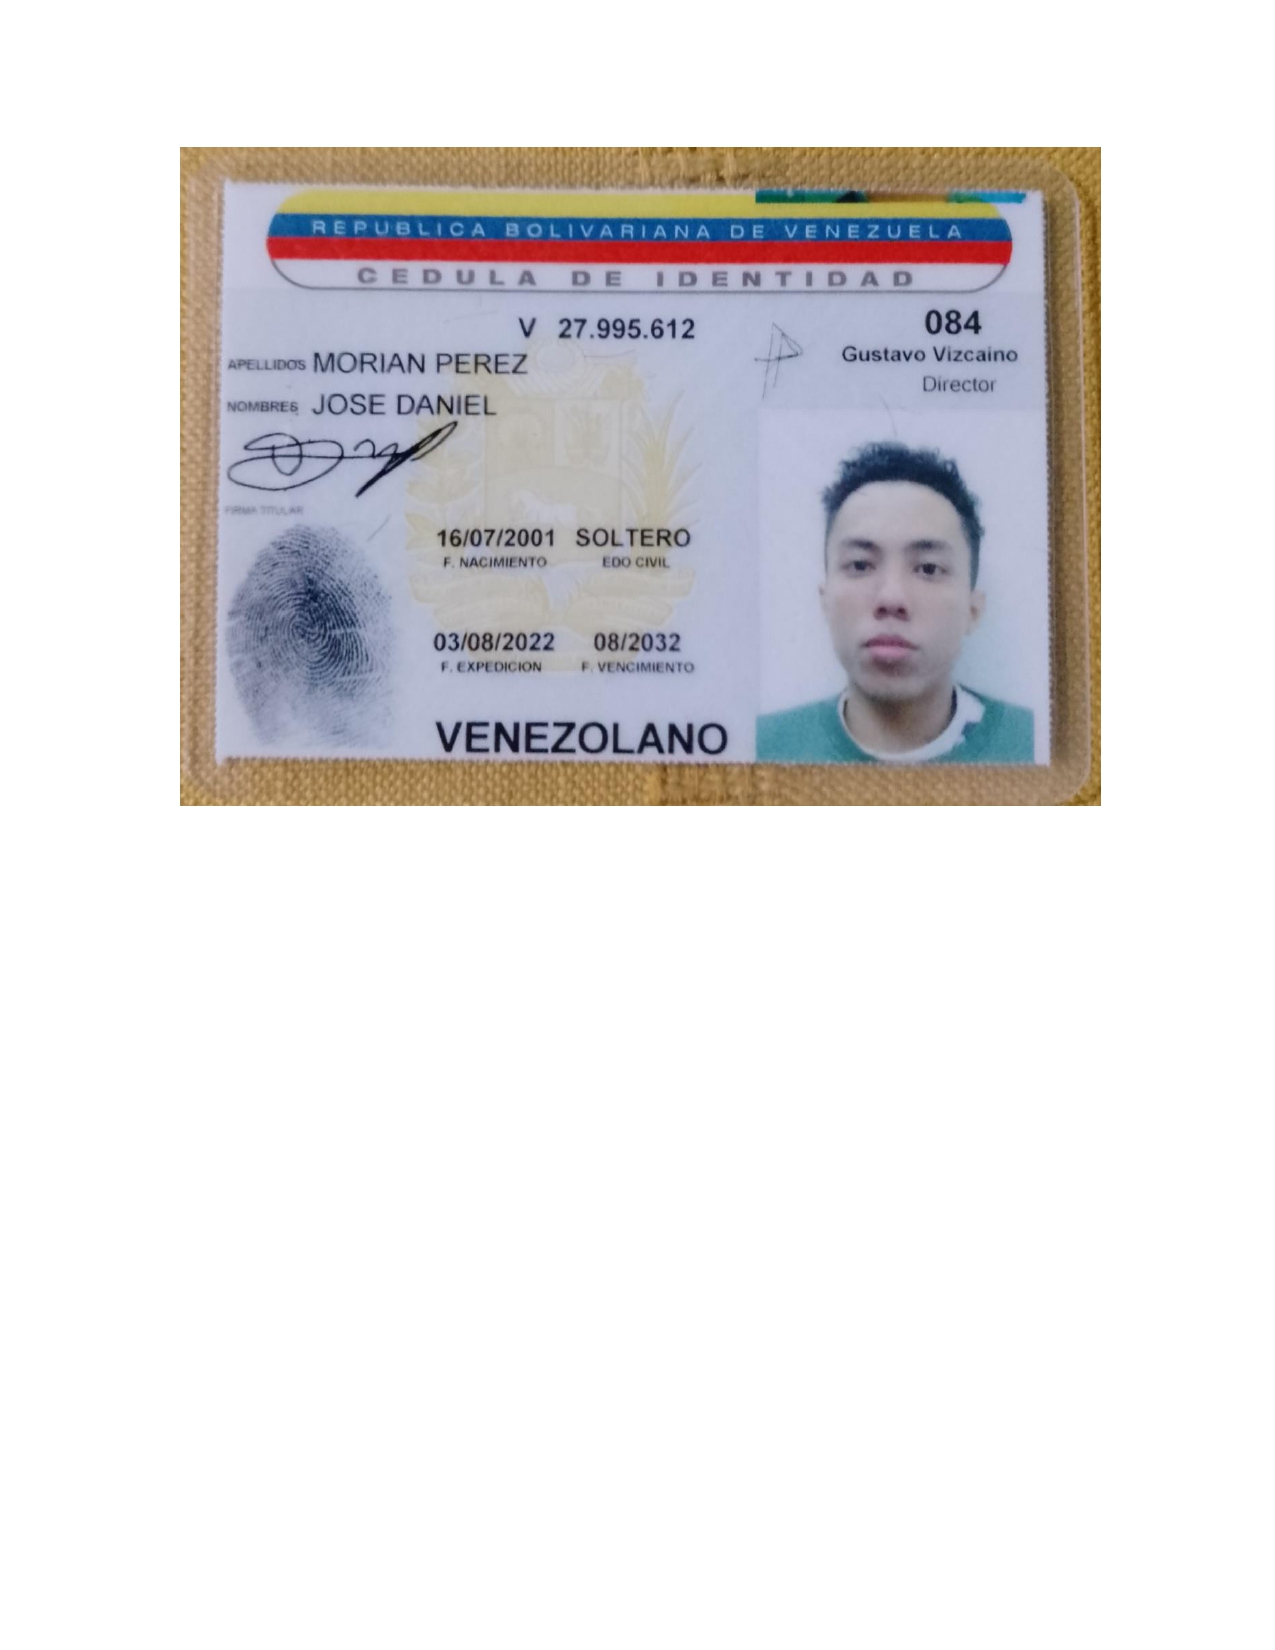 REPUBLICA BOLIVARIANA DE VENEZUELA
CEDULA DE IDENTIDAD
V 27.995.612
084
Gustavo Vizcaino
Director
APELLIDOS MORIAN PEREZ
NOMBRES JOSE DANIEL
FIRMA TITULAR
16/07/2001 SOLTERO
F. NACIMIENTO EDO CIVIL
03/08/2022 08/2032
F. EXPEDICION F. VENCIMIENTO
VENEZOLANO